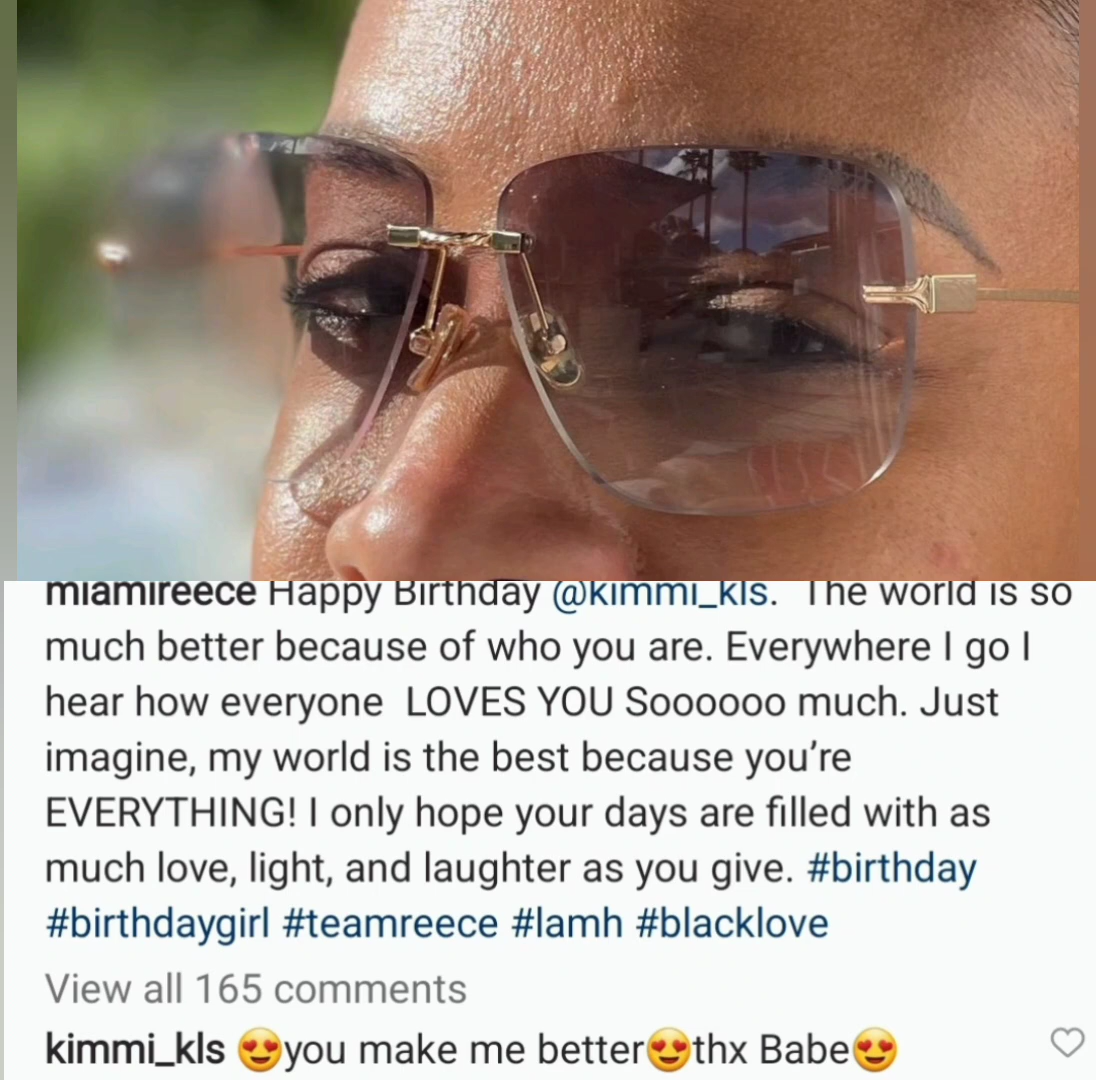 miamireece Happy Birthday @kimmi_kls.  The world is so
much better because of who you are. Everywhere I go I
hear how everyone  LOVES YOU Soooooo much. Just
imagine, my world is the best because you’re
EVERYTHING! I only hope your days are filled with as
much love, light, and laughter as you give. #birthday
#birthdaygirl #teamreece #lamh #blacklove
View all 165 comments
kimmi_kls 😍you make me better😍thx Babe😍